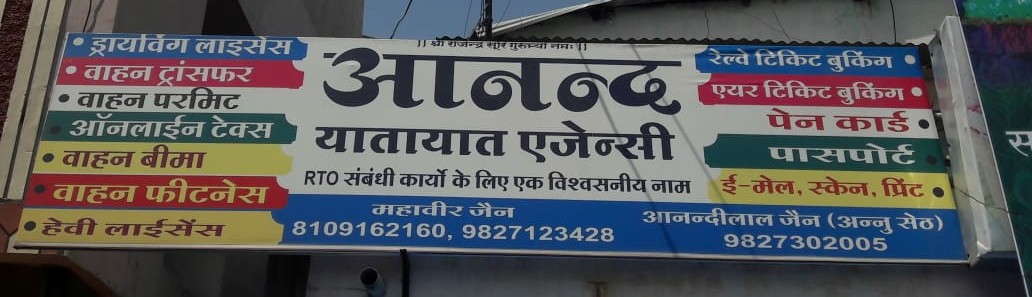 || श्री राजेन्द्र सूरि गुरूभ्यो नमः ||
आनन्द
यातायात एजेन्सी
RTO संबंधी कार्यो के लिए एक विश्वसनीय नाम
• ड्रायविंग लाइसेंस
• वाहन ट्रांसफर
• वाहन परमिट
• ऑनलाईन टेक्स
• वाहन बीमा
• वाहन फीटनेस
• हेवी लाईसेंस
रेल्वे टिकिट बुकिंग •
एयर टिकिट बुकिंग •
पेन कार्ड •
पासपोर्ट •
ई-मेल, स्केन, प्रिंट •
महावीर जैन
8109162160, 9827123428
आनन्दीलाल जैन (अन्नु सेठ)
9827302005